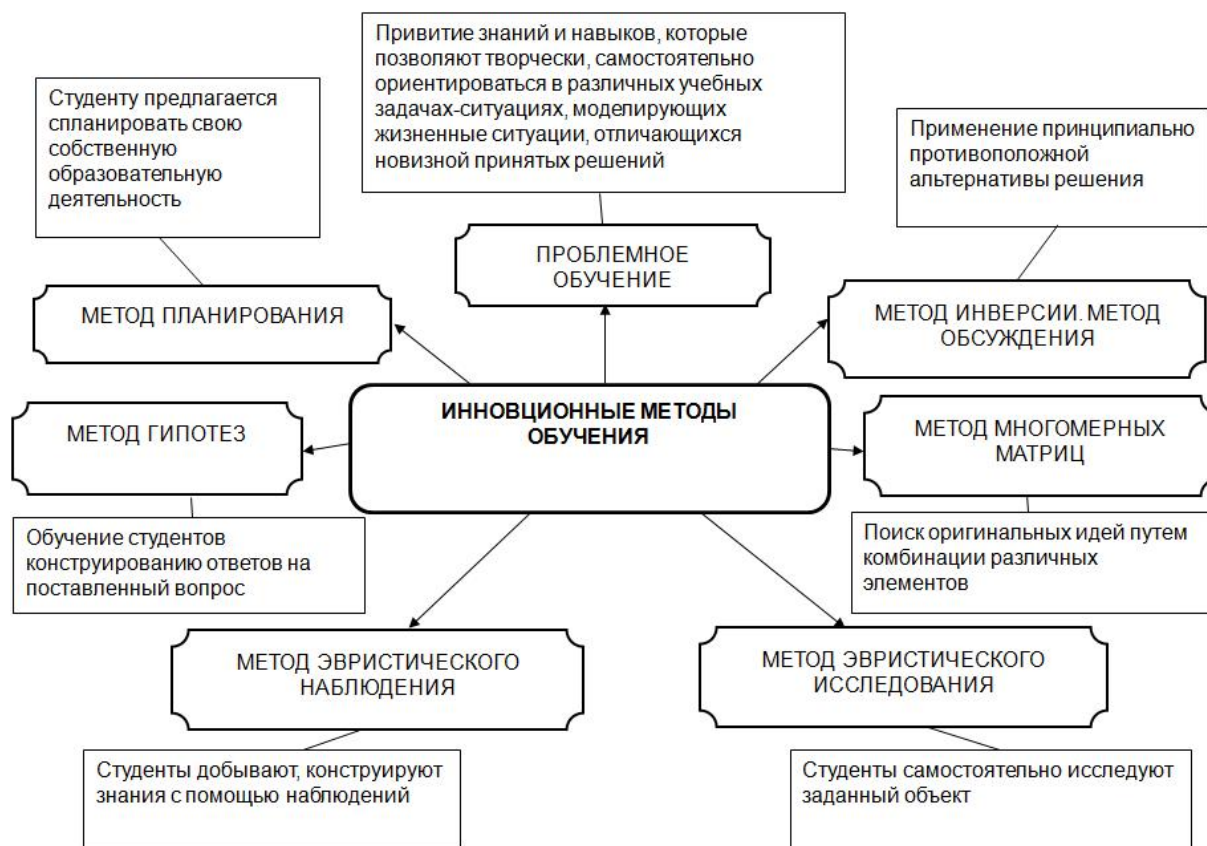 Привитие знаний и навыков, которые
позволяют творчески, самостоятельно
ориентироваться в различных учебных
задачах-ситуациях, моделирующих
жизненные ситуации, отличающихся
новизной принятых решений
Студенту предлагается
спланировать свою
собственную
образовательную
деятельность
Применение принципиально
противоположной
альтернативы решения
ПРОБЛЕМНОЕ
ОБУЧЕНИЕ
МЕТОД ПЛАНИРОВАНИЯ
МЕТОД ИНВЕРСИИ. МЕТОД
ОБСУЖДЕНИЯ
ИННОВЦИОННЫЕ МЕТОДЫ
ОБУЧЕНИЯ
МЕТОД ГИПОТЕЗ
МЕТОД МНОГОМЕРНЫХ
МАТРИЦ
Обучение студентов
конструированию ответов на
поставленный вопрос
Поиск оригинальных идей путем
комбинации различных
элементов
МЕТОД ЭВРИСТИЧЕСКОГО
НАБЛЮДЕНИЯ
МЕТОД ЭВРИСТИЧЕСКОГО
ИССЛЕДОВАНИЯ
Студенты добывают, конструируют
знания с помощью наблюдений
Студенты самостоятельно исследуют
заданный объект